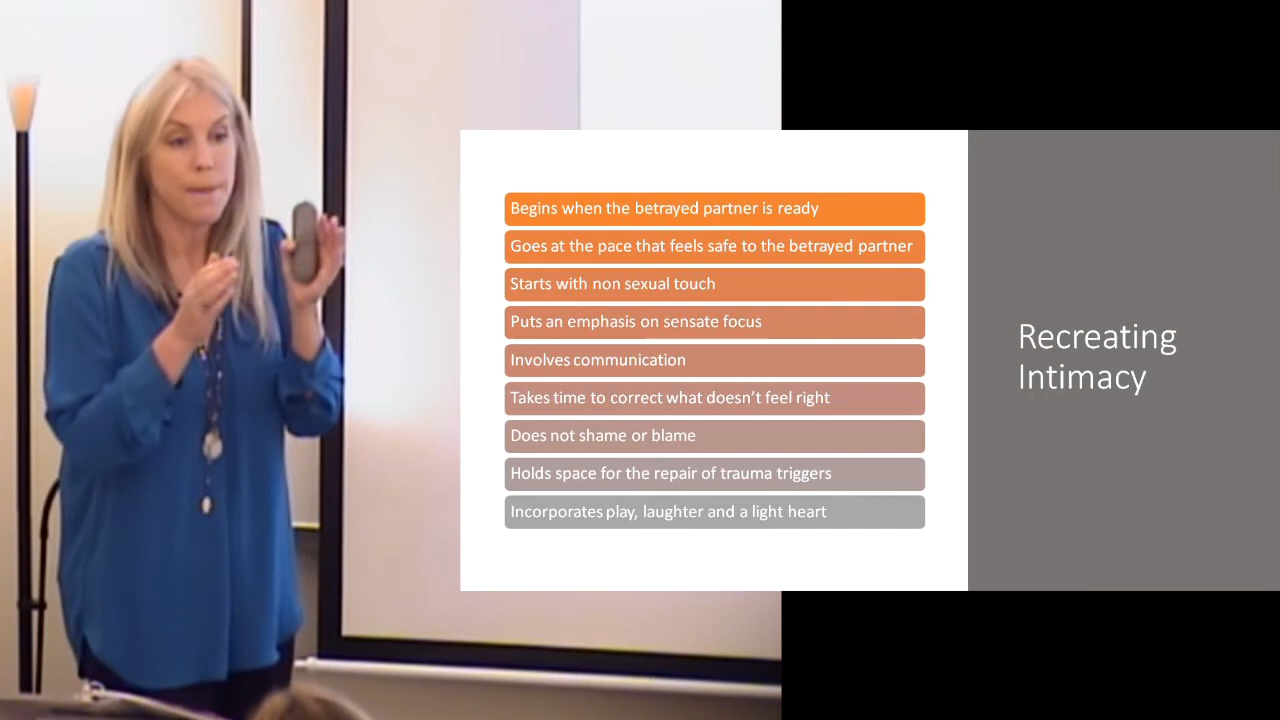 Begins when the betrayed partner is ready
Goes at the pace that feels safe to the betrayed partner
Starts with non sexual touch
Puts an emphasis on sensate focus
Involves communication
Takes time to correct what doesn’t feel right
Does not shame or blame
Holds space for the repair of trauma triggers
Incorporates play, laughter and a light heart
Recreating
Intimacy